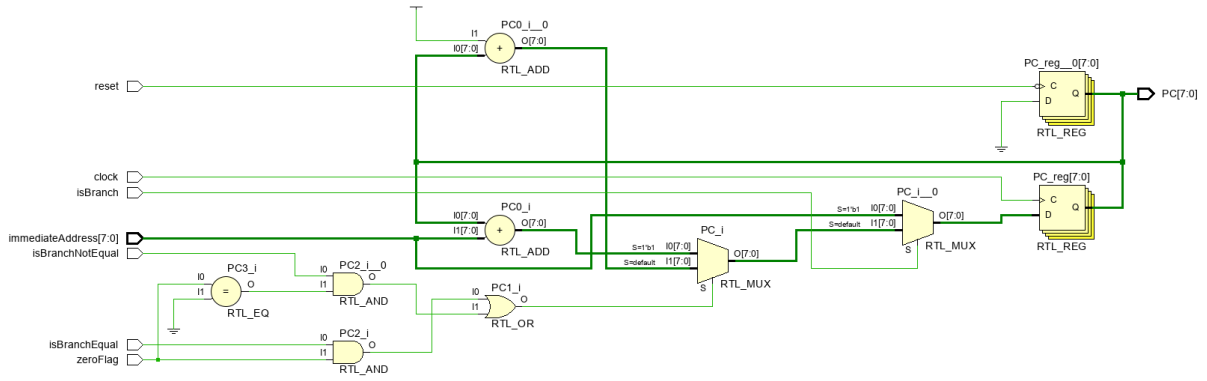 PC0_i__0
I1
I0[7:0]
+
O[7:0]
RTL_ADD
PC_reg__0[7:0]
reset
C
D
Q
PC[7:0]
RTL_REG
clock
isBranch
PC_reg[7:0]
C
D
Q
RTL_REG
PC_i__0
S=1'b1
I0[7:0]
S=default
I1[7:0]
O[7:0]
S
RTL_MUX
PC0_i
I0[7:0]
I1[7:0]
+
O[7:0]
RTL_ADD
immediateAddress[7:0]
isBranchNotEqual
PC_i
S=1'b1
I0[7:0]
S=default
I1[7:0]
O[7:0]
S
RTL_MUX
PC3_i
I0
I1
=
O
RTL_EQ
PC2_i__0
I0
I1
O
RTL_AND
PC1_i
I0
I1
O
RTL_OR
isBranchEqual
zeroFlag
PC2_i
I0
I1
O
RTL_AND